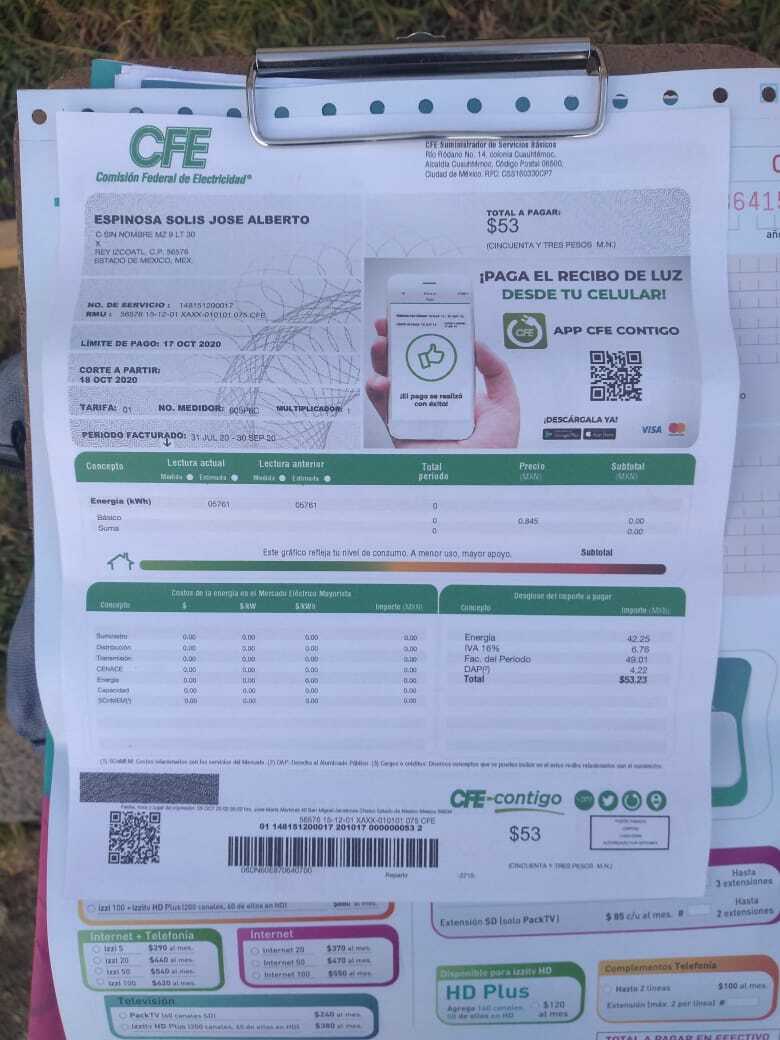 CFE
Comisión Federal de Electricidad®
CFE Suministrador de Servicios Básicos
Río Ródano No. 14, colonia Cuauhtémoc,
Alcaldía Cuauhtémoc, Código Postal 06500,
Ciudad de México. RFC: CSS160330CP7
ESPINOSA SOLIS JOSE ALBERTO
C SIN NOMBRE MZ 9 LT 30
X
REY IZCOATL, C.P. 56576
ESTADO DE MEXICO, MEX.
TOTAL A PAGAR:
$53
(CINCUENTA Y TRES PESOS M.N.)
NO. DE SERVICIO : 148151200017
RMU : 56576 15-12-01 XAXX-010101 075 CFE
LÍMITE DE PAGO: 17 OCT 2020
CORTE A PARTIR:
18 OCT 2020
TARIFA: 01 NO. MEDIDOR: MULTIPLICADOR: 1
PERIODO FACTURADO: 31 JUL 20 - 30 SEP 20
¡PAGA EL RECIBO DE LUZ
DESDE TU CELULAR!
CFE APP CFE CONTIGO
¡El pago se realizó
con éxito!
¡DESCÁRGALA YA!
Google Play App Store VISA
Concepto Lectura actual Lectura anterior Total periodo Precio (MXN) Subtotal (MXN)
Medida Estimada Medida Estimada
Energía (kWh) 05761 05761 0
Básico 0 0.845 0.00
Suma 0 0.00
Este gráfico refleja tu nivel de consumo. A menor uso, mayor apoyo. Subtotal
Costos de la energía en el Mercado Eléctrico Mayorista
Concepto $ $/kW $/kWh Importe (MXN)
Suministro 0.00 0.00 0.00 0.00
Distribución 0.00 0.00 0.00 0.00
Transmisión 0.00 0.00 0.00 0.00
CENACE 0.00 0.00 0.00 0.00
Energía 0.00 0.00 0.00 0.00
Capacidad 0.00 0.00 0.00 0.00
SCnMEM(¹) 0.00 0.00 0.00 0.00
Desglose del importe a pagar
Concepto Importe (MXN)
Energía 42.25
IVA 16% 6.76
Fac. del Periodo 49.01
DAP(²) 4.22
Total $53.23
(1) SCnMEM: Costos relacionados con los servicios del Mercado. (2) DAP: Derecho al Alumbrado Público. (3) Cargos o créditos: Diversos conceptos que se pueden incluir en el aviso recibo relacionados con el suministro.
CFE-contigo
56576 15-12-01 XAXX-010101 075 CFE
01 148151200017 201017 000000053 2
$53
(CINCUENTA Y TRES PESOS M.N.)
Reparto
izzi 100 + izzitv HD Plus (200 canales, 60 de ellos en HD)
Internet + Telefonía
izzi 5 $290 al mes.
izzi 20 $440 al mes.
izzi 50 $540 al mes.
izzi 100 $620 al mes.
Internet
Internet 20 $370 al mes.
Internet 50 $470 al mes.
Internet 100 $550 al mes.
Televisión
PackTV (60 canales SD) $240 al mes.
izzitv HD Plus (200 canales, 60 de ellos en HD) $380 al mes.
Hasta
3 extensiones
Extensión SD (solo PackTV) $ 85 c/u al mes. #
Hasta
2 extensiones
Disponible para izzitv HD
HD Plus
Agrega 160 canales,
50 de ellos en HD
$120
al mes
Complementos Telefonía
Hasta 2 líneas $100 al mes.
Extensión (máx. 2 por línea) #
TOTAL A PAGAR EN EFECTIVO